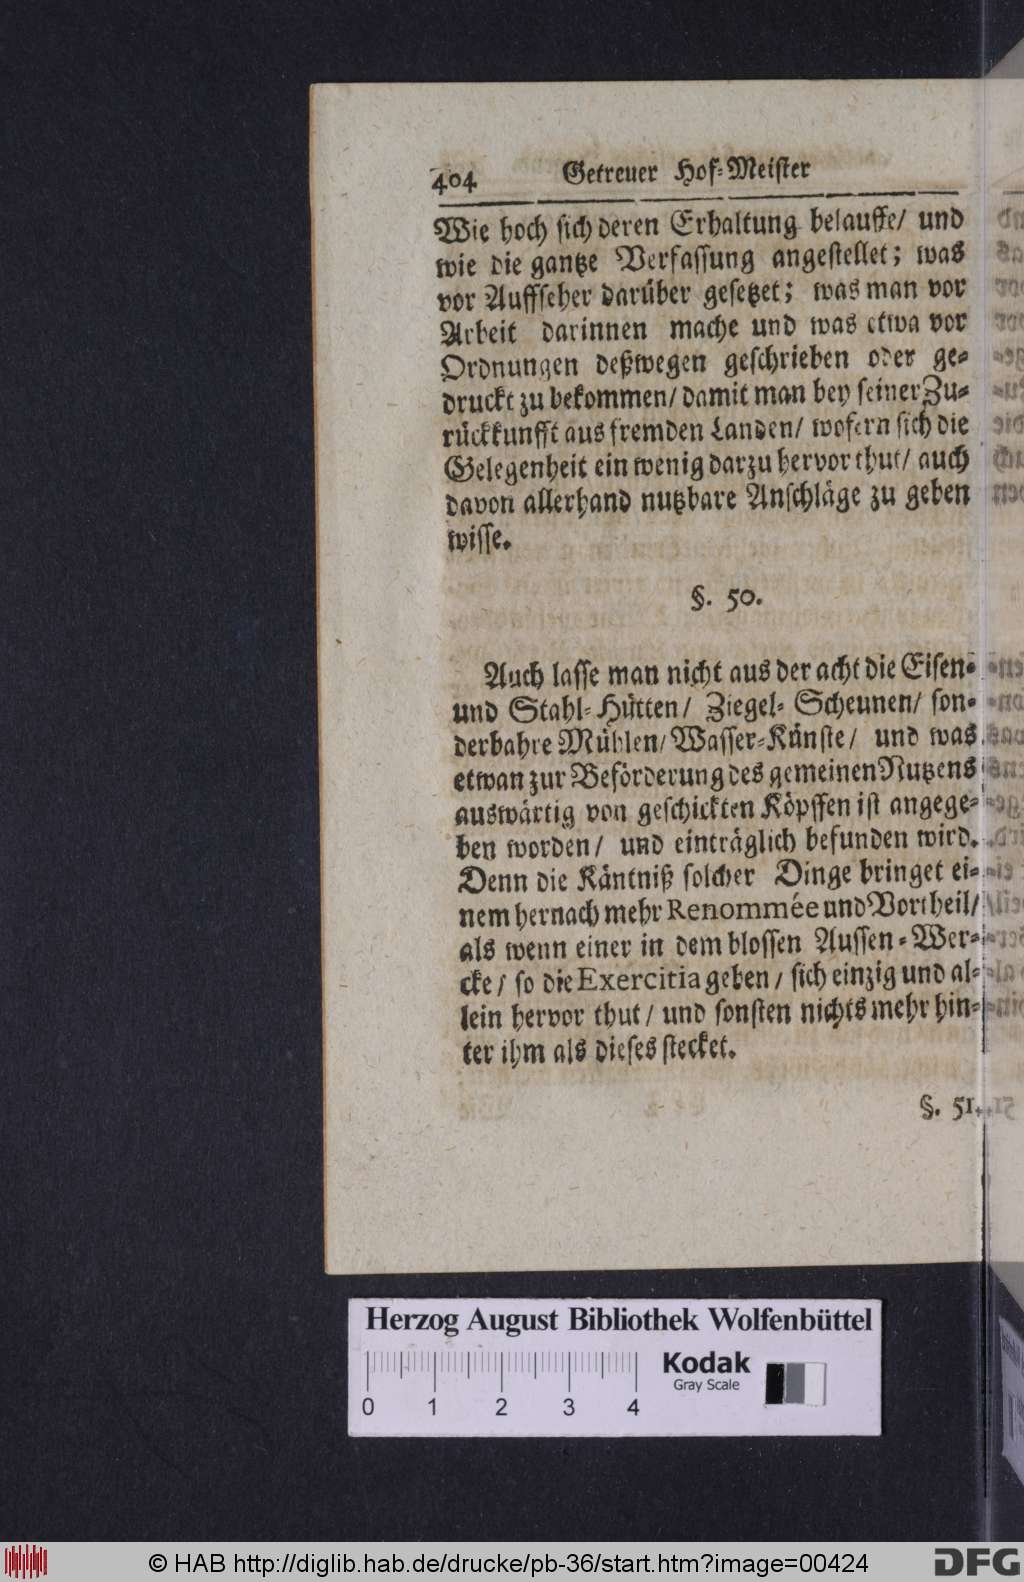 404 Getreuer Hof-Meister
Wie hoch sich deren Erhaltung belauffe/ und
wie die gantze Verfassung angestellet; was
vor Auffseher darüber gesetzet; was man vor
Arbeit darinnen mache und was etwa vor
Ordnungen deßwegen geschrieben oder ge-
druckt zu bekommen/ damit man bey seiner Zu-
rückkunfft aus fremden Landen/ wofern sich die
Gelegenheit ein wenig darzu hervor thut/ auch
davon allerhand nutzbare Anschläge zu geben
wisse.
§. 50.
Auch lasse man nicht aus der acht die Eisen-
und Stahl-Hütten/ Ziegel-Scheunen/ son-
derbahre Mühlen/ Wasser-Künste/ und was
etwan zur Beförderung des gemeinen Nutzens
auswärtig von geschickten Köpffen ist angege-
ben worden/ und einträglich befunden wird.
Denn die Käntniß solcher Dinge bringet ei-
nem hernach mehr Renommée und Vortheil/
als wenn einer in dem blossen Aussen-Wer-
cke/ so die Exercitia geben/ sich einzig und al-
lein hervor thut/ und sonsten nichts mehr hin-
ter ihm als dieses stecket.
§. 51.
Herzog August Bibliothek Wolfenbüttel
Kodak
Gray Scale
0 1 2 3 4
© HAB http://diglib.hab.de/drucke/pb-36/start.htm?image=00424
DFG